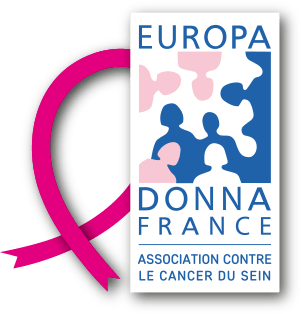 EUROPA
DONNA
FRANCE
ASSOCIATION CONTRE
LE CANCER DU SEIN